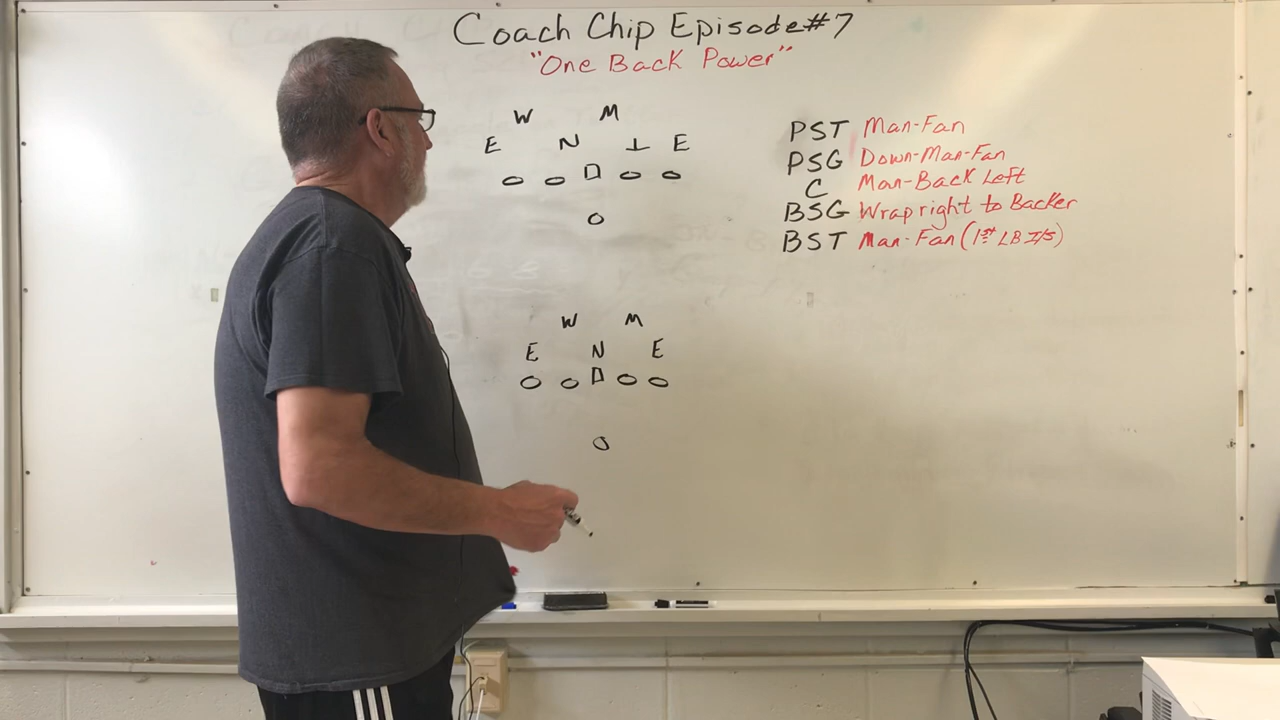 Coach Chip Episode #7
"One Back Power"
W M
E N T E
PST Man-Fan
PSG Down-Man-Fan
C Man-Back Left
BSG Wrap right to Backer
BST Man-Fan (1st LB I/S)
W M
E N E